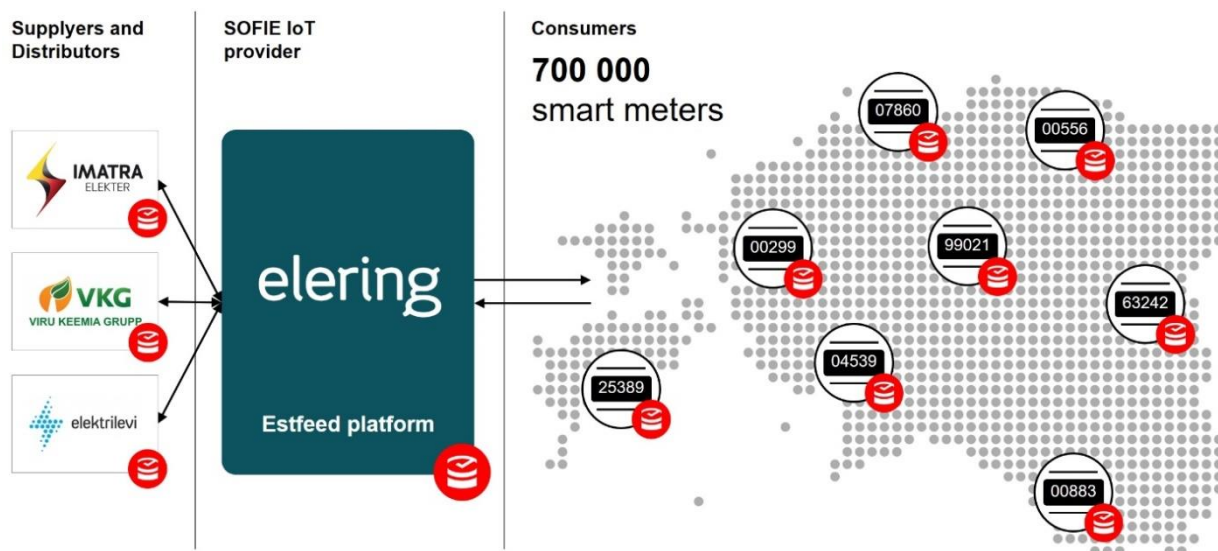 Supplyers and
Distributors
SOFIE IoT
provider
Consumers
700 000
smart meters
IMATRA
ELEKTER
VKG
VIRU KEEMIA GRUPP
elektrilevi
elering
Estfeed platform
07860
00556
00299
99021
63242
04539
25389
00883